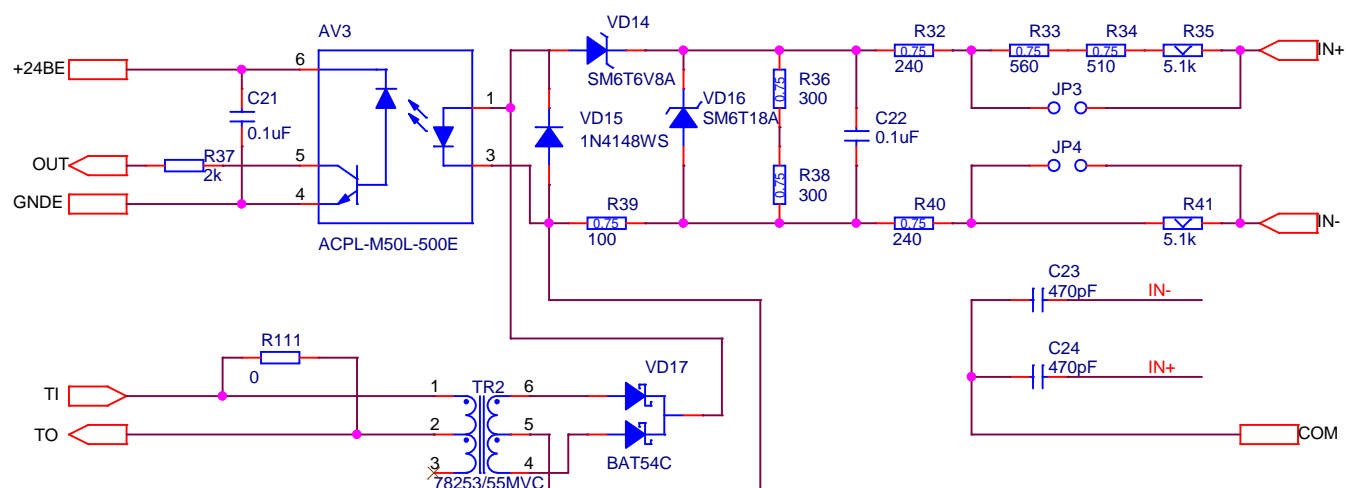 AV3
VD14
R32
R33
R34
R35
+24BE
6
0.75
0.75
0.75
IN+
240
560
510
5.1k
SM6T6V8A
C21
0.1uF
1
R36
300
0.75
JP3
VD15
1N4148WS
VD16
SM6T18A
C22
0.1uF
OUT
R37
2k
5
3
JP4
R38
300
0.75
GNDE
4
R39
0.75
100
R40
0.75
240
R41
5.1k
IN-
ACPL-M50L-500E
C23
470pF
IN-
R111
0
C24
470pF
IN+
VD17
TI
1
TR2
6
TO
2
5
COM
3
4
BAT54C
78253/55MVC